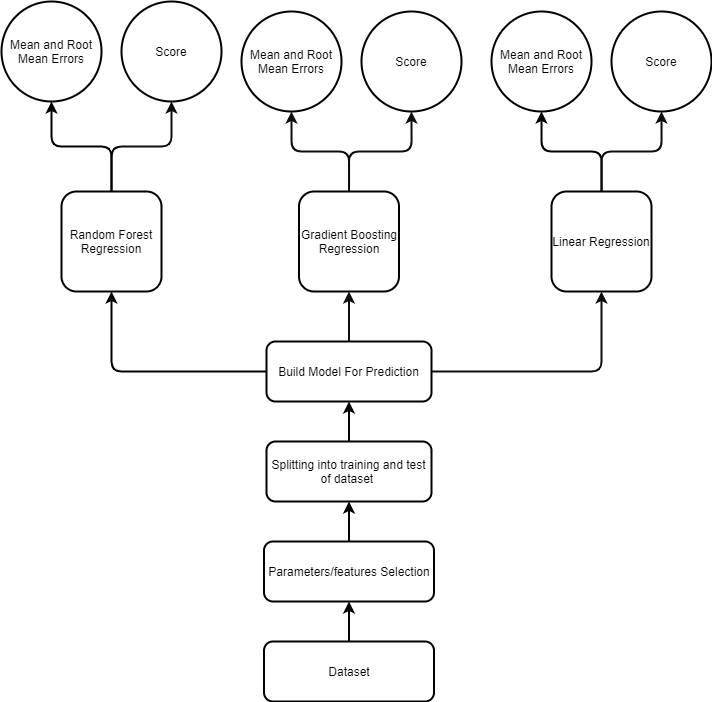 Mean and Root
Mean Errors
Score
Mean and Root
Mean Errors
Score
Mean and Root
Mean Errors
Score
Random Forest
Regression
Gradient Boosting
Regression
Linear Regression
Build Model For Prediction
Splitting into training and test
of dataset
Parameters/features Selection
Dataset